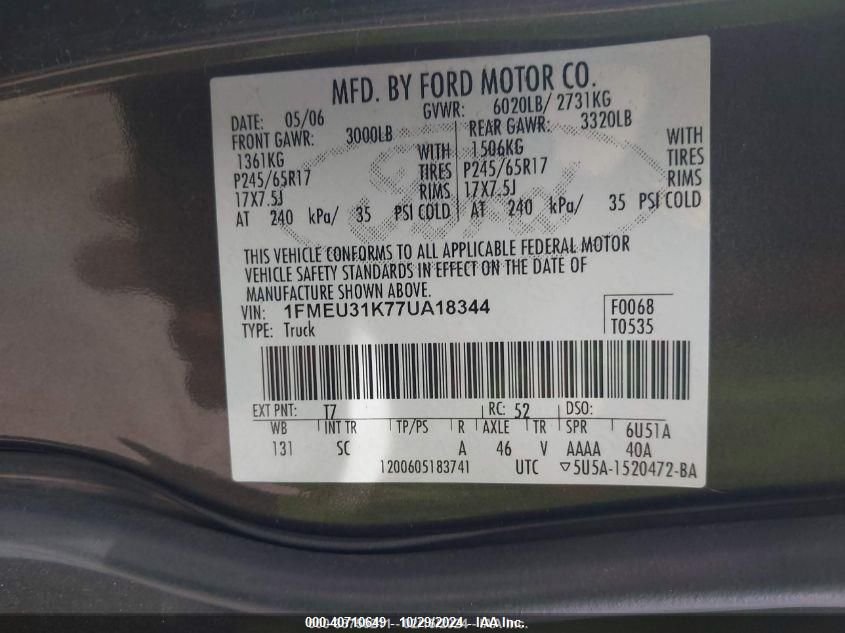 MFD. BY FORD MOTOR CO.
DATE: 05/06 GVWR: 6020LB/ 2731KG
FRONT GAWR: 3000LB REAR GAWR: 3320LB
1361KG WITH 1506KG WITH
P245/65R17 TIRES P245/65R17 TIRES
17X7.5J RIMS 17X7.5J RIMS
AT 240 kPa/ 35 PSI COLD AT 240 kPa/ 35 PSI COLD
THIS VEHICLE CONFORMS TO ALL APPLICABLE FEDERAL MOTOR
VEHICLE SAFETY STANDARDS IN EFFECT ON THE DATE OF
MANUFACTURE SHOWN ABOVE.
VIN: 1FMEU31K77UA18344 F0068
TYPE: Truck T0535
EXT PNT: T7 RC: 52 DSO:
WB INT TR TP/PS R AXLE TR SPR 6U51A
131 SC A 46 V AAAA 40A
1200605183741 UTC ▽5U5A-1520472-BA
000-40710649 10/29/2024 IAA Inc.